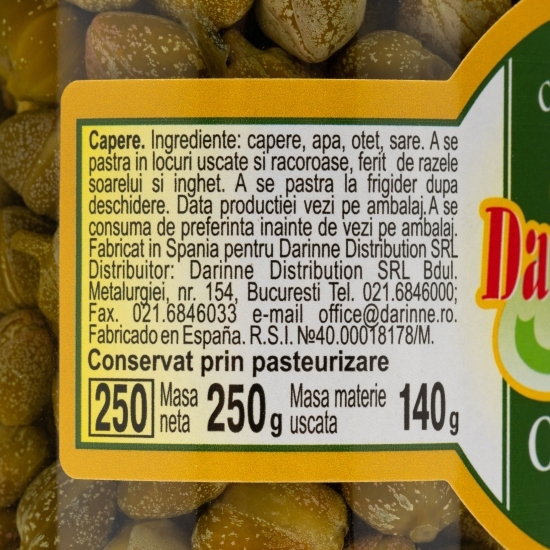 Capere. Ingrediente: capere, apa, otet, sare. A se
pastra in locuri uscate si racoroase, ferit de razele
soarelui si inghet. A se pastra la frigider dupa
deschidere. Data productiei vezi pe ambalaj. A se
consuma de preferinta inainte de vezi pe ambalaj.
Fabricat in Spania pentru Darinne Distribution SRL
Distribuitor: Darinne Distribution SRL Bdul.
Metalurgiei, nr. 154, Bucuresti Tel. 021.6846000;
Fax. 021.6846033 e-mail office@darinne.ro.
Fabricado en España. R.S.I. №40.00018178/M.
Conservat prin pasteurizare
250 Masa neta 250 g Masa materie uscata 140 g
Da